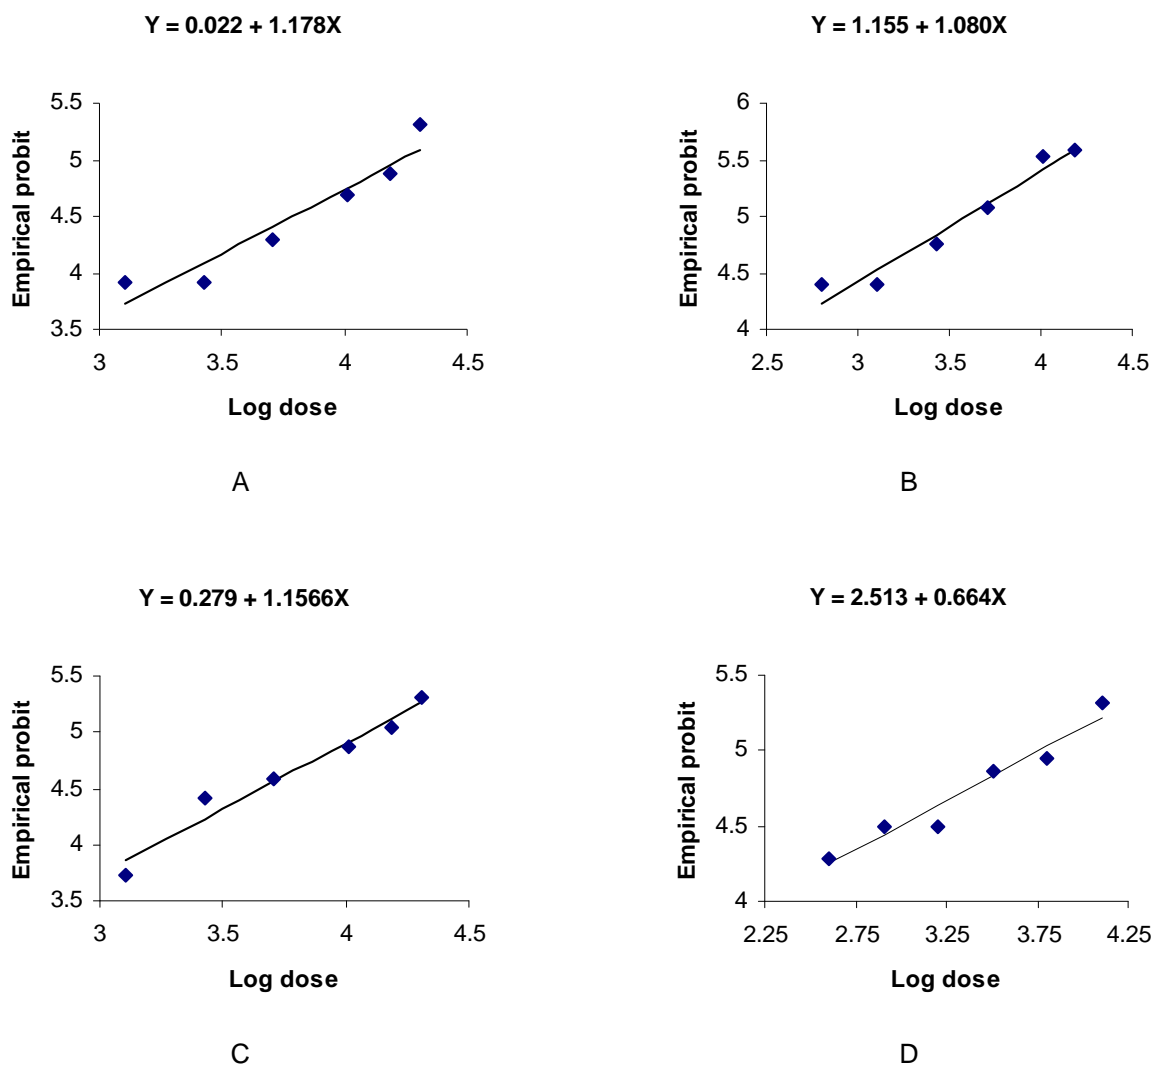 Y = 0.022 + 1.178X
5.5
5
4.5
4
3.5
3
3.5
4
4.5
Empirical probit
Log dose
A
Y = 1.155 + 1.080X
6
5.5
5
4.5
4
2.5
3
3.5
4
4.5
Empirical probit
Log dose
B
Y = 0.279 + 1.1566X
5.5
5
4.5
4
3.5
3
3.5
4
4.5
Empirical probit
Log dose
C
Y = 2.513 + 0.664X
5.5
5
4.5
4
2.25
2.75
3.25
3.75
4.25
Empirical probit
Log dose
D